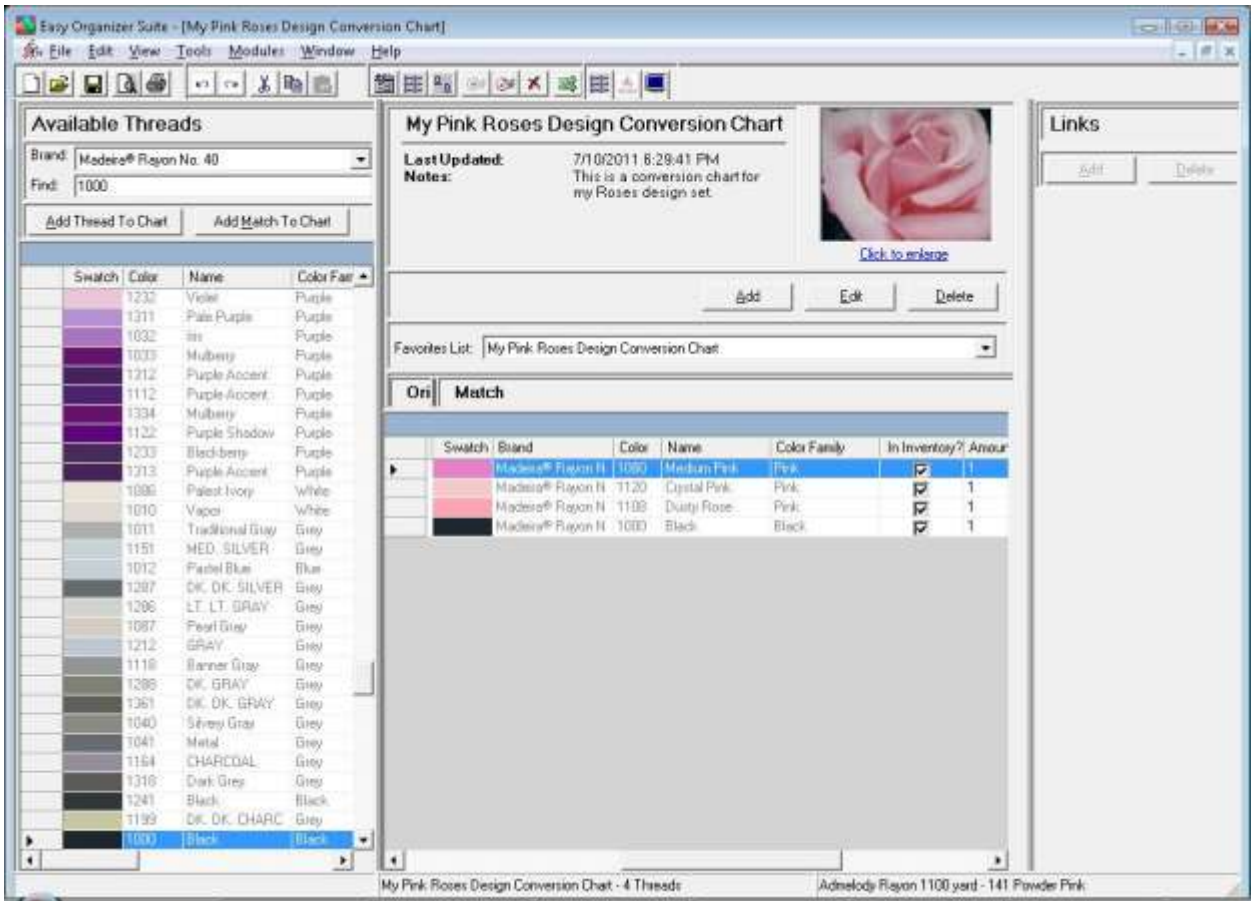 Easy Organizer Suite - [My Pink Roses Design Conversion Chart]
File Edit View Tools Modules Window Help
Available Threads
Brand: Madeira® Rayon No. 40
Find: 1000
Add Thread To Chart Add Match To Chart
Swatch Color Name Color Fam
1232 Violet Purple
1311 Pale Purple Purple
1032 Iris Purple
1033 Mulberry Purple
1312 Purple Accent Purple
1112 Purple Accent Purple
1334 Mulberry Purple
1122 Purple Shadow Purple
1233 Blackberry Purple
1313 Purple Accent Purple
1086 Palest Ivory White
1010 Vapor White
1011 Traditional Gray Grey
1151 MED. SILVER Grey
1012 Pastel Blue Blue
1287 DK. DK. SILVER Grey
1286 LT. LT. GRAY Grey
1087 Pearl Gray Grey
1212 GRAY Grey
1118 Banner Gray Grey
1288 DK. GRAY Grey
1361 DK. DK. GRAY Grey
1040 Silvery Gray Grey
1041 Metal Grey
1164 CHARCOAL Grey
1318 Dark Grey Grey
1241 Black Black
1199 DK. DK. CHARC Grey
1000 Black Black
My Pink Roses Design Conversion Chart
Last Updated: 7/10/2011 6:29:41 PM
Notes: This is a conversion chart for
my Roses design set.
Click to enlarge
Add Edit Delete
Favorites List: My Pink Roses Design Conversion Chart
Ori Match
Swatch Brand Color Name Color Family In Inventory? Amour
Madeira® Rayon N 1080 Medium Pink Pink 1
Madeira® Rayon N 1120 Crystal Pink Pink 1
Madeira® Rayon N 1108 Dusty Rose Pink 1
Madeira® Rayon N 1000 Black Black 1
Links
Add Delete
My Pink Roses Design Conversion Chart - 4 Threads Admelody Rayon 1100 yard - 141 Powder Pink